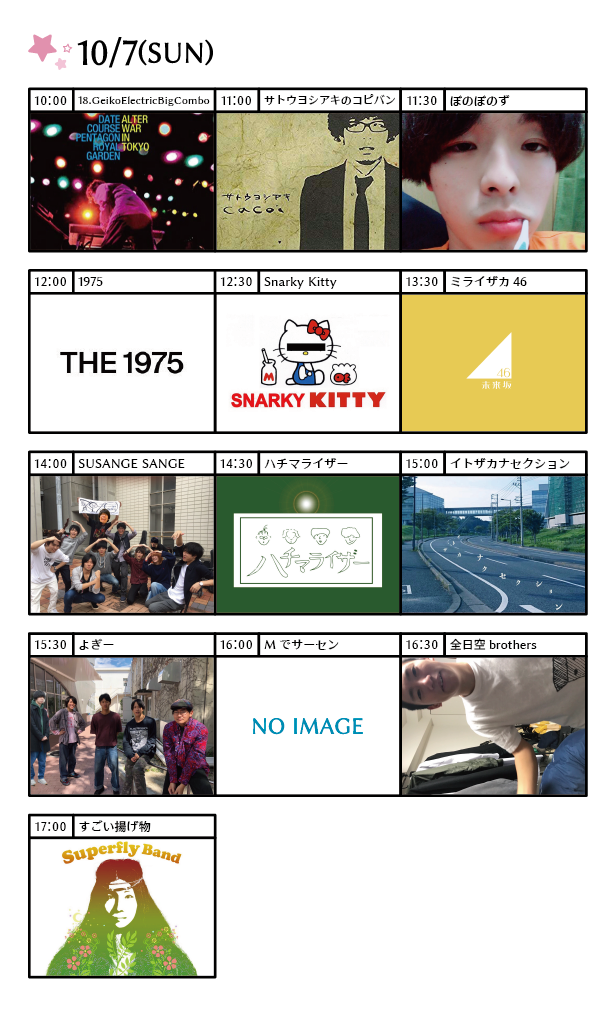 10/7(SUN)
10:00 18.GeikoElectricBigCombo
DATE ALTER
COURSE WAR
PENTAGON IN
ROYAL TOKYO
GARDEN
11:00 サトウヨシアキのコピバン
サトウヨシアキ
cacoi
11:30 ぽのぽのず
12:00 1975
THE 1975
12:30 Snarky Kitty
M
SNARKY KITTY
13:30 ミライザカ 46
46
未来坂
14:00 SUSANGE SANGE
14:30 ハチマライザー
ハチマライザー
15:00 イトザカナセクション
イトザカナセクション
15:30 よぎー
16:00 M でサーセン
NO IMAGE
16:30 全日空 brothers
17:00 すごい揚げ物
Superfly Band